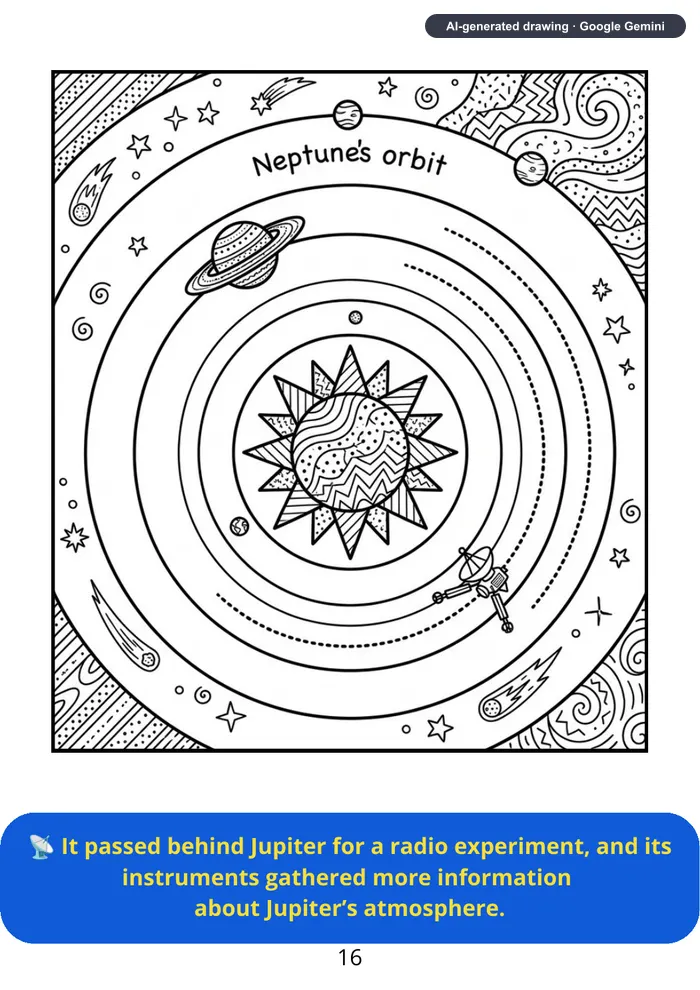 AI-generated drawing · Google Gemini
Neptune's orbit
📡 It passed behind Jupiter for a radio experiment, and its
instruments gathered more information
about Jupiter’s atmosphere.
16